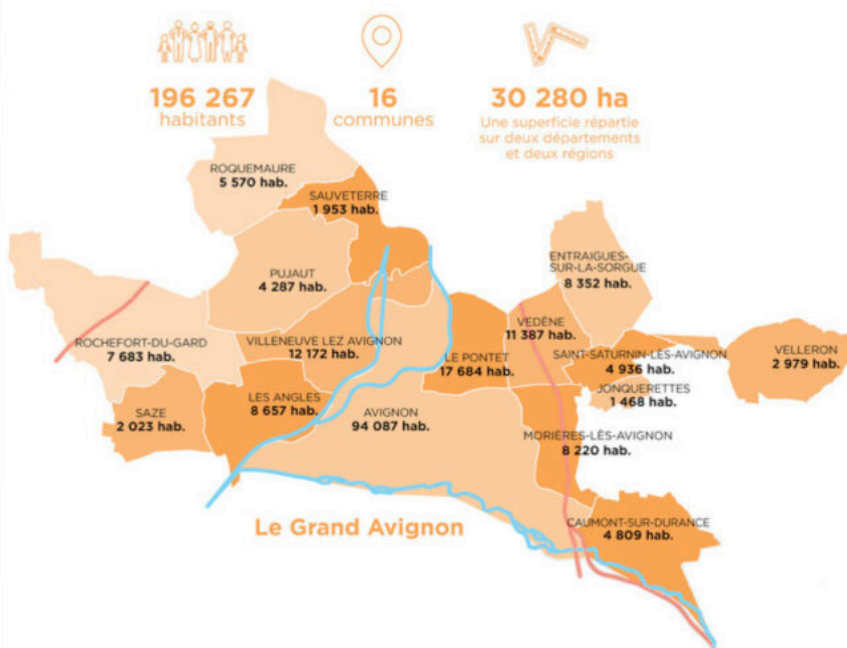 196 267
habitants
16
communes
30 280 ha
Une superficie répartie
sur deux départements
et deux régions
ROQUEMAURE
5 570 hab.
SAUVETERRE
1 953 hab.
PUJAUT
4 287 hab.
ENTRAIGUES-
SUR-LA-SORGUE
8 352 hab.
ROCHEFORT-DU-GARD
7 683 hab.
VILLENEUVE LEZ AVIGNON
12 172 hab.
VEDÈNE
11 387 hab.
LE PONTET
17 684 hab.
SAINT-SATURNIN-LÈS-AVIGNON
4 936 hab.
VELLERON
2 979 hab.
JONQUERETTES
1 468 hab.
SAZE
2 023 hab.
LES ANGLES
8 657 hab.
AVIGNON
94 087 hab.
MORIÈRES-LÈS-AVIGNON
8 220 hab.
Le Grand Avignon
CAUMONT-SUR-DURANCE
4 809 hab.